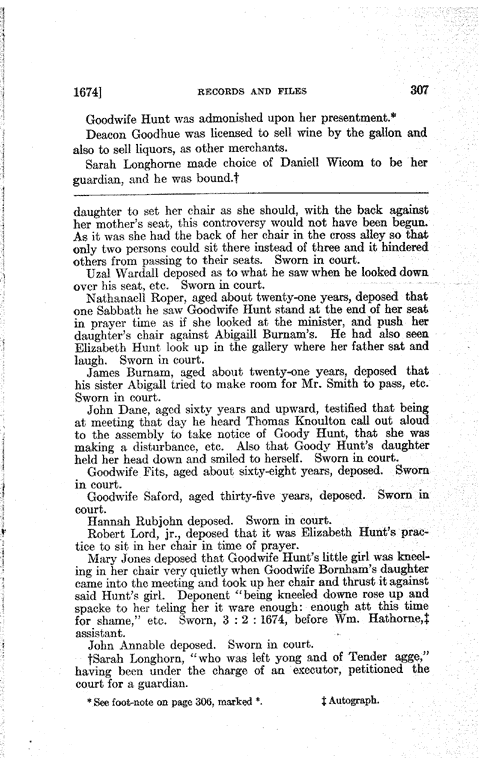 1674] RECORDS AND FILES 307
Goodwife Hunt was admonished upon her presentment.*
Deacon Goodhue was licensed to sell wine by the gallon and
also to sell liquors, as other merchants.
Sarah Longhorne made choice of Daniell Wicom to be her
guardian, and he was bound.†
daughter to set her chair as she should, with the back against
her mother's seat, this controversy would not have been begun.
As it was she had the back of her chair in the cross alley so that
only two persons could sit there instead of three and it hindered
others from passing to their seats. Sworn in court.
Uzal Wardall deposed as to what he saw when he looked down
over his seat, etc. Sworn in court.
Nathanaell Roper, aged about twenty-one years, deposed that
one Sabbath he saw Goodwife Hunt stand at the end of her seat
in prayer time as if she looked at the minister, and push her
daughter's chair against Abigaill Burnam's. He had also seen
Elizabeth Hunt look up in the gallery where her father sat and
laugh. Sworn in court.
James Burnam, aged about twenty-one years, deposed that
his sister Abigall tried to make room for Mr. Smith to pass, etc.
Sworn in court.
John Dane, aged sixty years and upward, testified that being
at meeting that day he heard Thomas Knoulton call out aloud
to the assembly to take notice of Goody Hunt, that she was
making a disturbance, etc. Also that Goody Hunt's daughter
held her head down and smiled to herself. Sworn in court.
Goodwife Fits, aged about sixty-eight years, deposed. Sworn
in court.
Goodwife Saford, aged thirty-five years, deposed. Sworn in
court.
Hannah Rubjohn deposed. Sworn in court.
Robert Lord, jr., deposed that it was Elizabeth Hunt's prac-
tice to sit in her chair in time of prayer.
Mary Jones deposed that Goodwife Hunt's little girl was kneel-
ing in her chair very quietly when Goodwife Bornham's daughter
came into the meeting and took up her chair and thrust it against
said Hunt's girl. Deponent "being kneeled downe rose up and
spacke to her teling her it ware enough: enough att this time
for shame," etc. Sworn, 3 : 2 : 1674, before Wm. Hathorne,‡
assistant.
John Annable deposed. Sworn in court.
†Sarah Longhorn, "who was left yong and of Tender agge,"
having been under the charge of an executor, petitioned the
court for a guardian.
* See foot-note on page 306, marked *. ‡ Autograph.